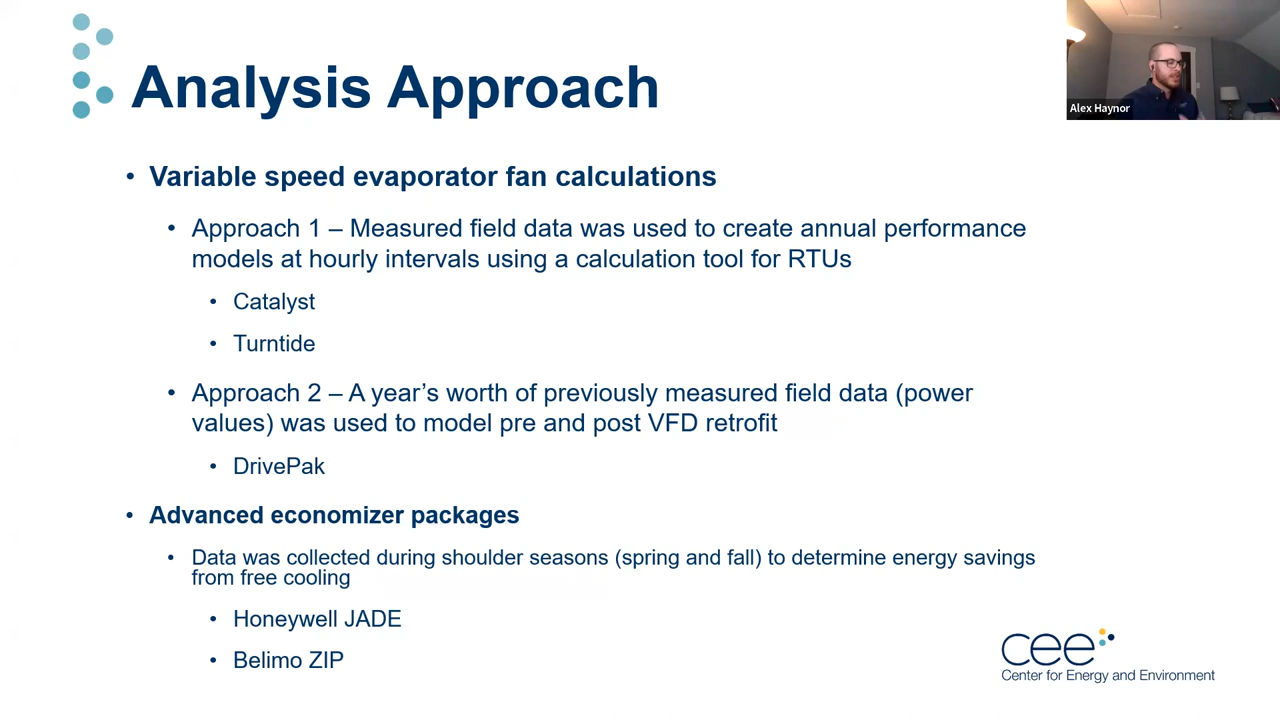 Analysis Approach
Alex Haynor
• Variable speed evaporator fan calculations
• Approach 1 – Measured field data was used to create annual performance
models at hourly intervals using a calculation tool for RTUs
• Catalyst
• Turntide
• Approach 2 – A year’s worth of previously measured field data (power
values) was used to model pre and post VFD retrofit
• DrivePak
• Advanced economizer packages
• Data was collected during shoulder seasons (spring and fall) to determine energy savings
from free cooling
• Honeywell JADE
• Belimo ZIP
cee
Center for Energy and Environment